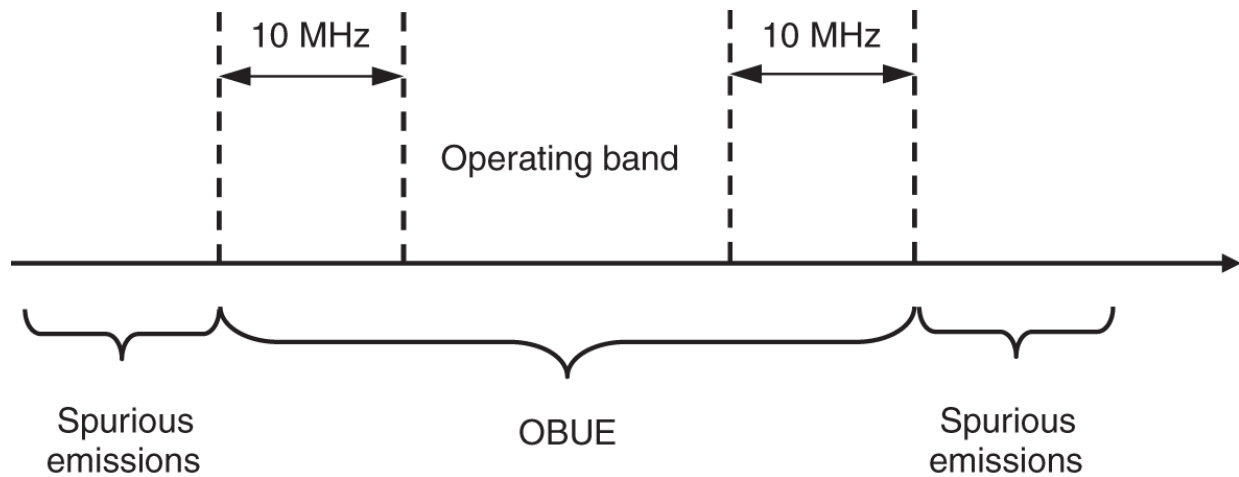 10 MHz
10 MHz
Operating band
Spurious
emissions
OBUE
Spurious
emissions